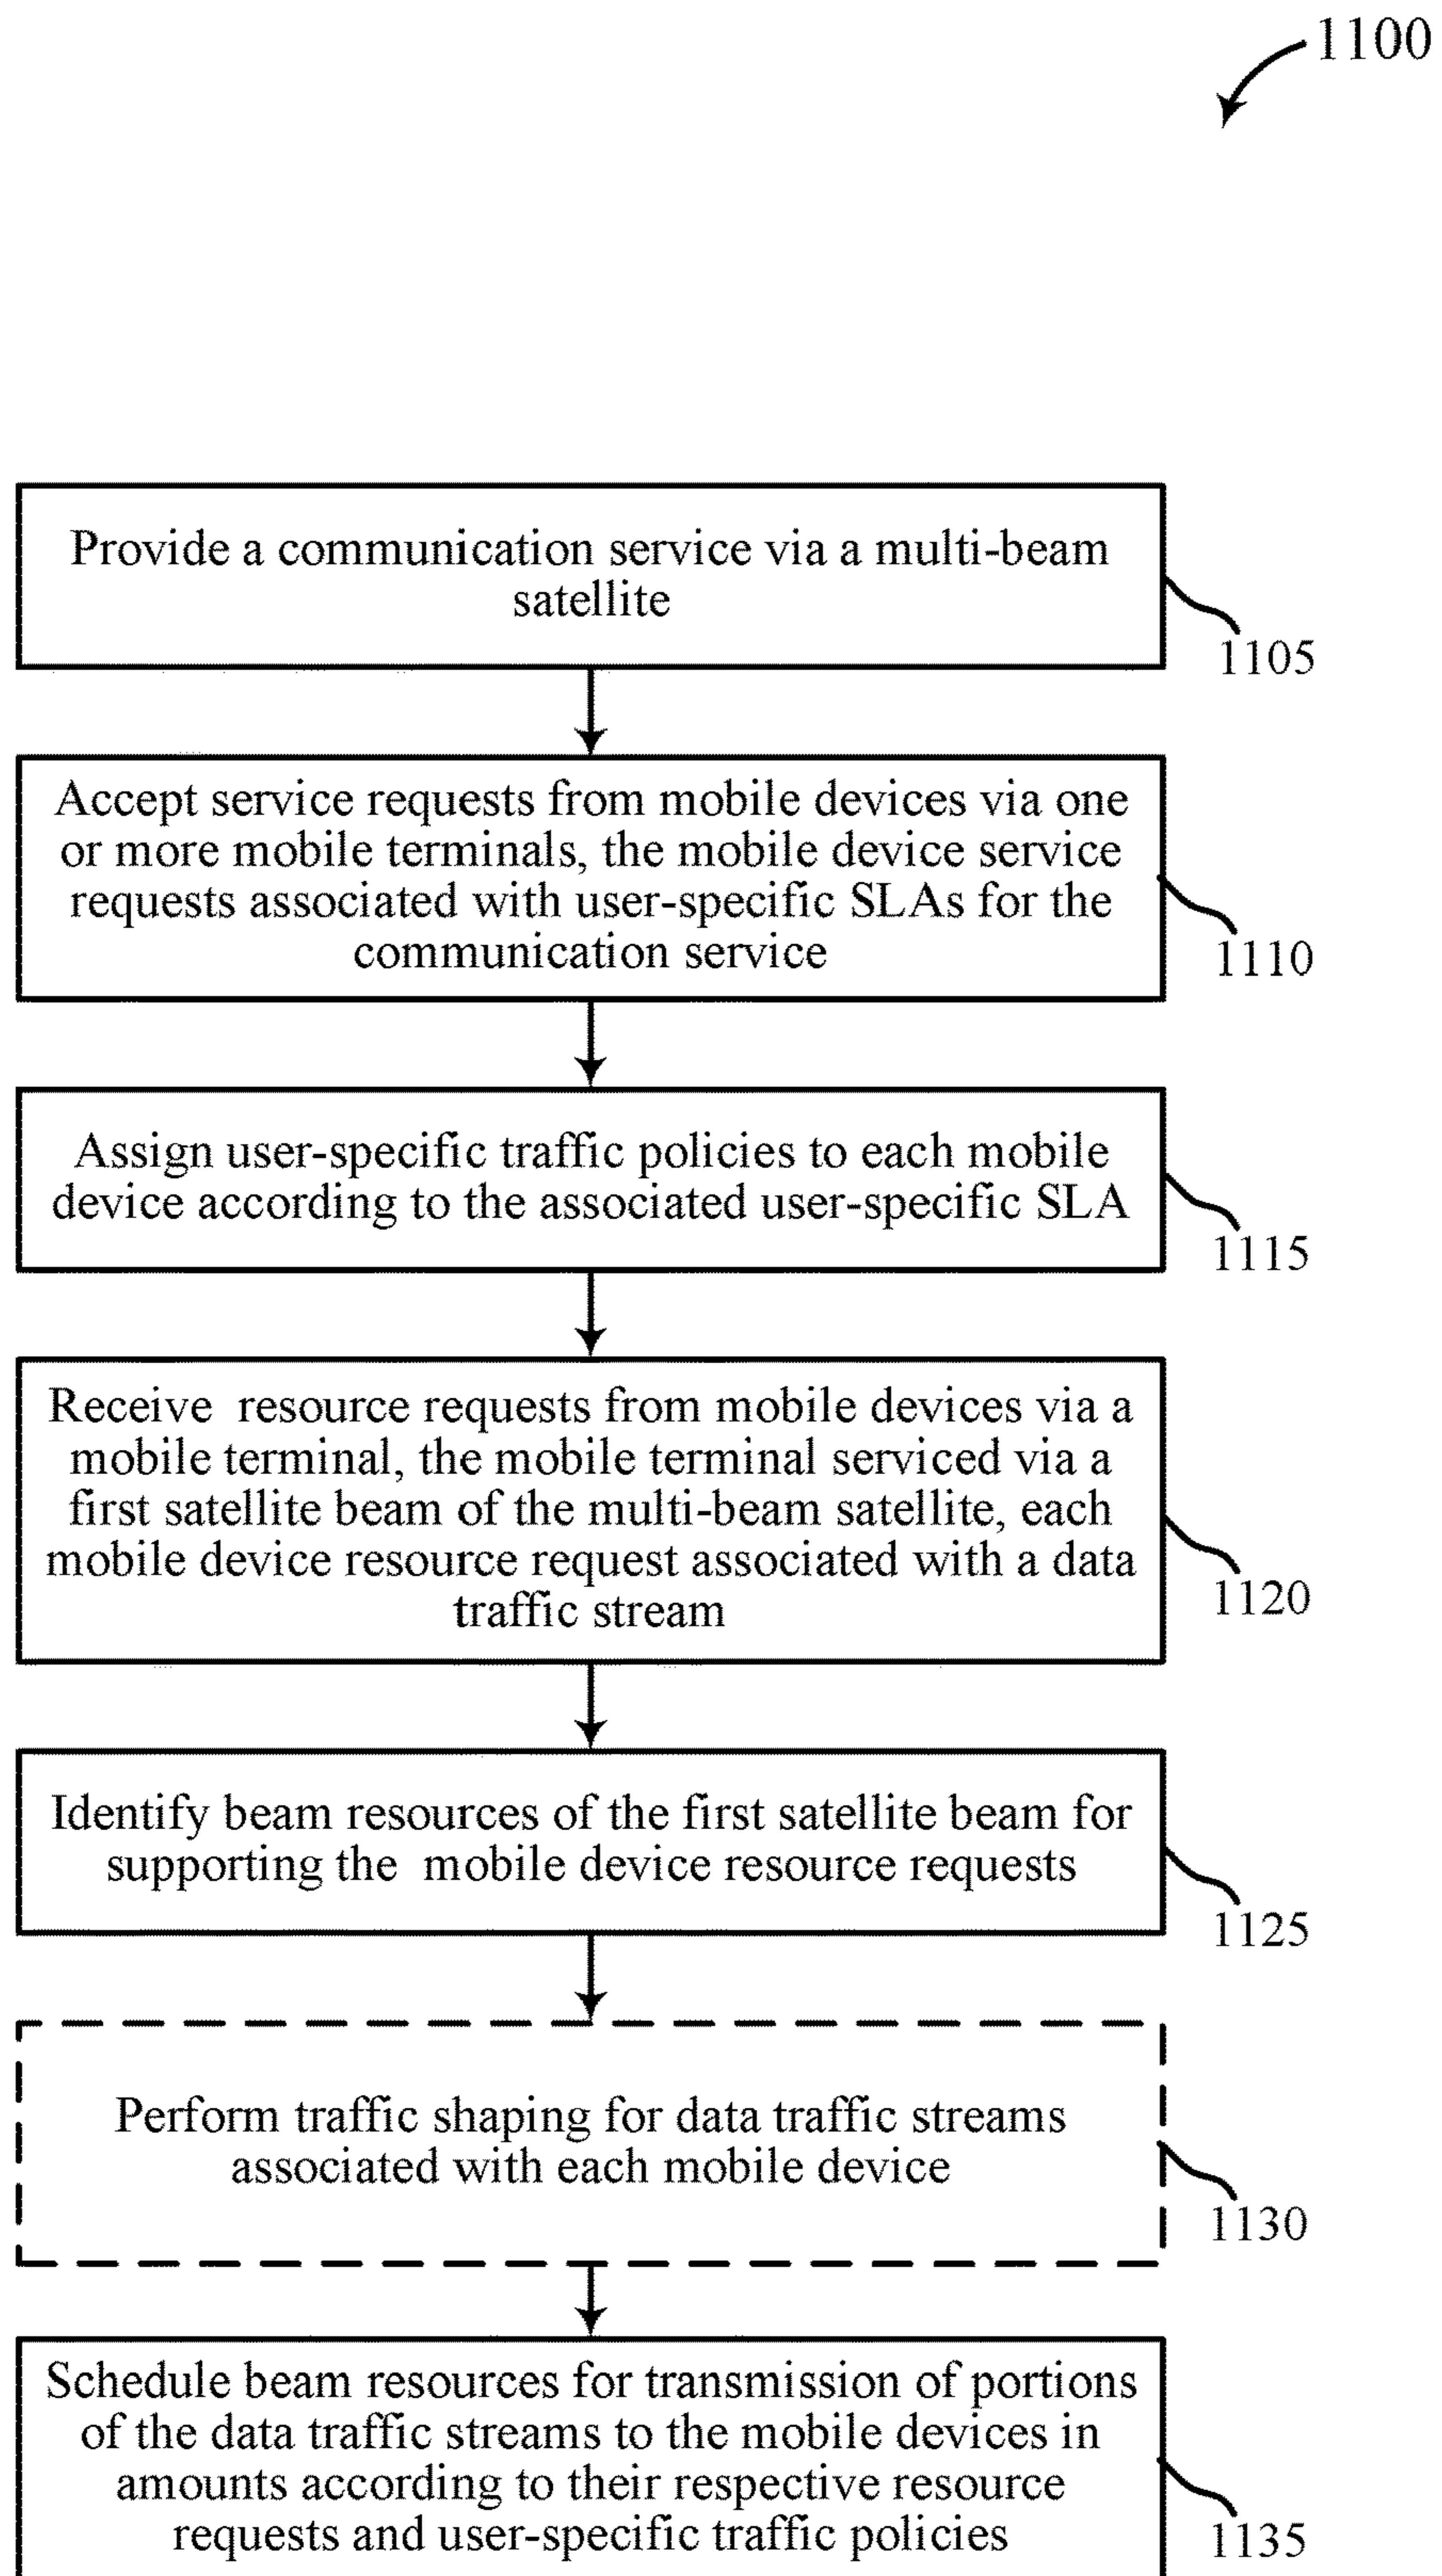 1100
Provide a communication service via a multi-beam
satellite
1105
Accept service requests from mobile devices via one
or more mobile terminals, the mobile device service
requests associated with user-specific SLAs for the
communication service
1110
Assign user-specific traffic policies to each mobile
device according to the associated user-specific SLA
1115
Receive resource requests from mobile devices via a
mobile terminal, the mobile terminal serviced via a
first satellite beam of the multi-beam satellite, each
mobile device resource request associated with a data
traffic stream
1120
Identify beam resources of the first satellite beam for
supporting the mobile device resource requests
1125
Perform traffic shaping for data traffic streams
associated with each mobile device
1130
Schedule beam resources for transmission of portions
of the data traffic streams to the mobile devices in
amounts according to their respective resource
requests and user-specific traffic policies
1135